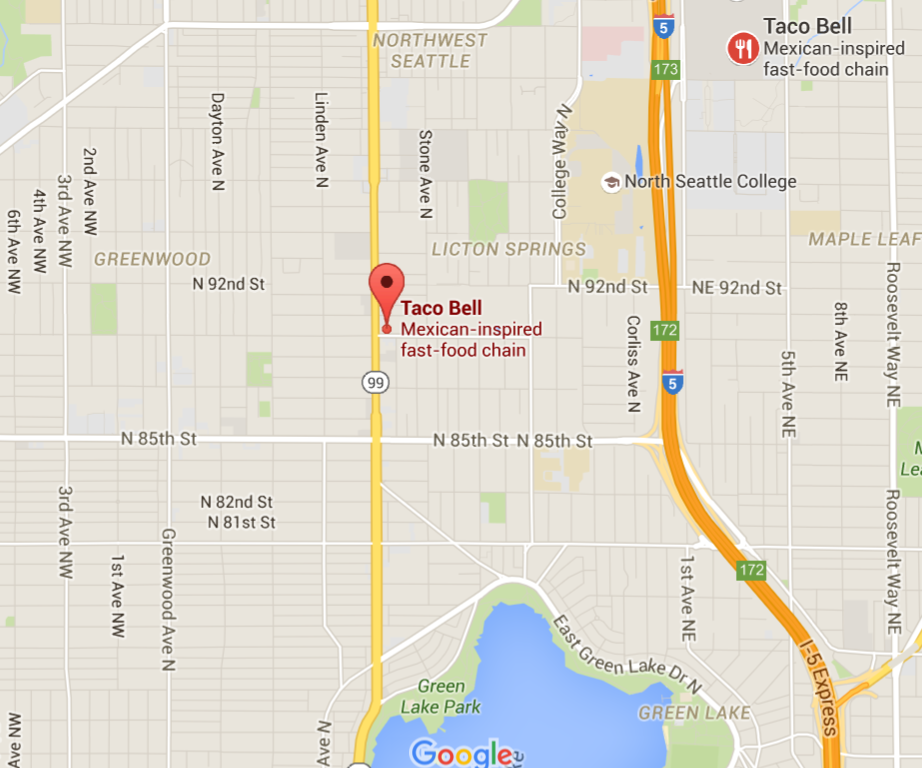 5
Taco Bell
Mexican-inspired
fast-food chain
NORTHWEST
SEATTLE
173
Dayton Ave N
Linden Ave N
Stone Ave N
College Way N
2nd Ave NW
3rd Ave NW
4th Ave NW
6th Ave NW
North Seattle College
GREENWOOD
LICTON SPRINGS
MAPLE LEAF
N 92nd St
N 92nd St
NE 92nd St
Taco Bell
Mexican-inspired
fast-food chain
172
Corliss Ave N
8th Ave NE
Roosevelt Way NE
5th Ave NE
99
5
N 85th St
N 85th St
N 85th St
3rd Ave NW
N 82nd St
N 81st St
Greenwood Ave N
1st Ave NW
1st Ave NE
172
Roosevelt Way NE
East Green Lake Dr N
I-5 Express
Green
Lake Park
GREEN LAKE
Ave NW
Ave N
Google